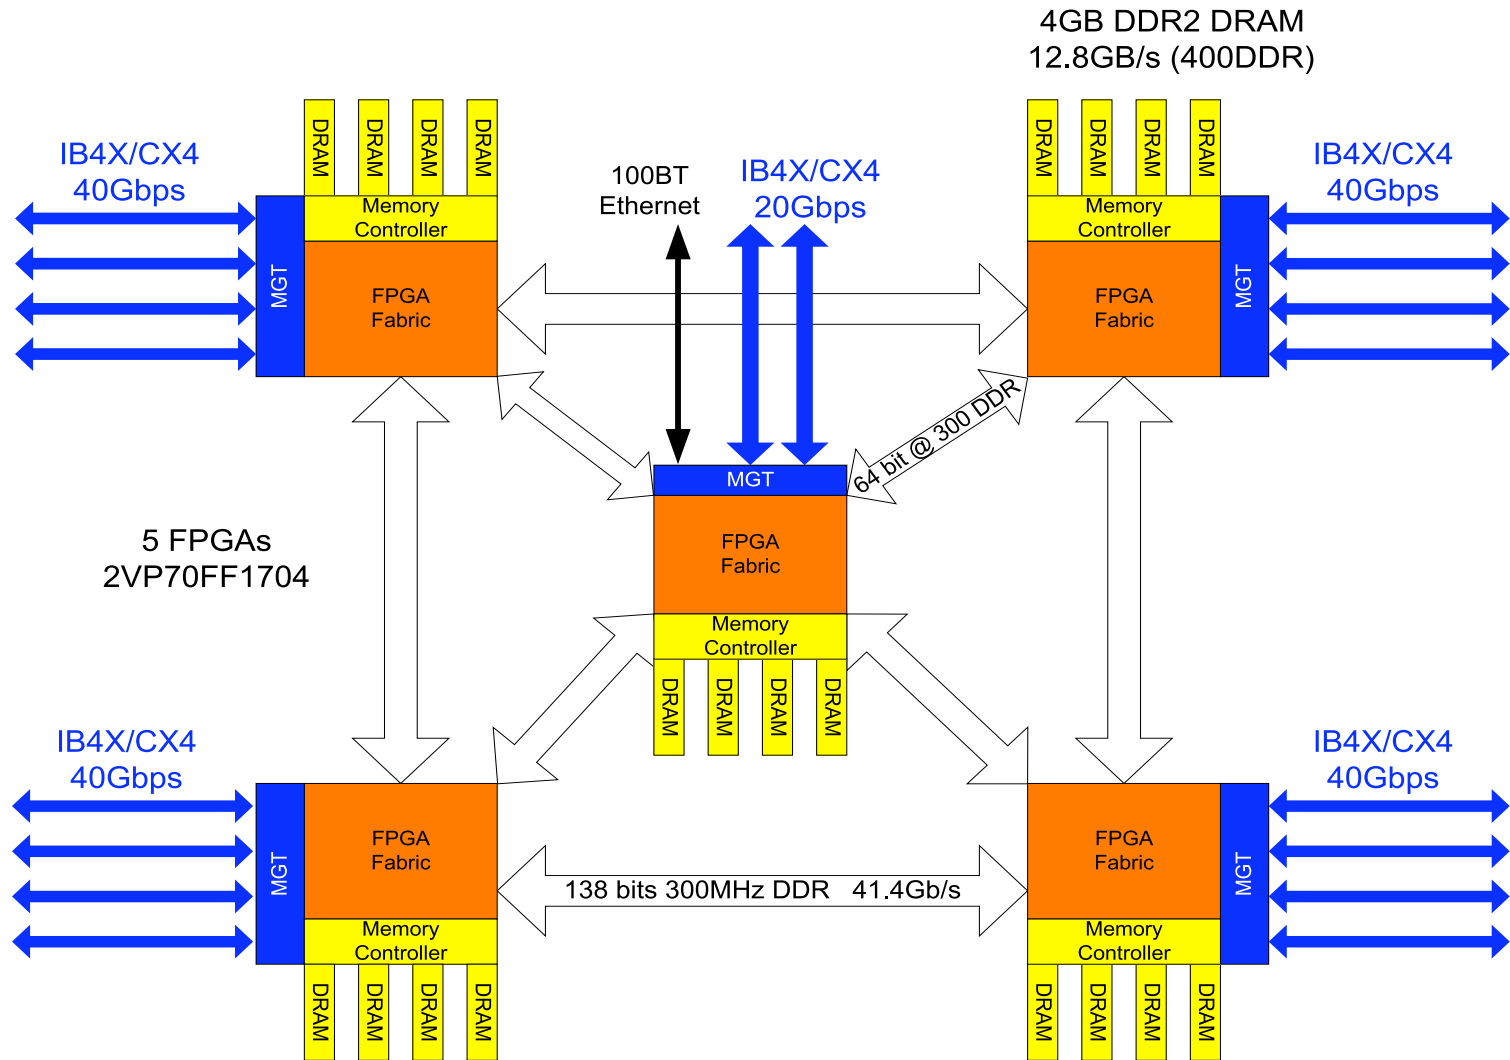 4GB DDR2 DRAM
12.8GB/s (400DDR)
DRAM
DRAM
DRAM
DRAM
DRAM
DRAM
DRAM
DRAM
IB4X/CX4
40Gbps
100BT
Ethernet
IB4X/CX4
20Gbps
IB4X/CX4
40Gbps
Memory
Controller
Memory
Controller
MGT
FPGA
Fabric
FPGA
Fabric
MGT
64 bit @ 300 DDR
MGT
5 FPGAs
2VP70FF1704
FPGA
Fabric
Memory
Controller
DRAM
DRAM
DRAM
DRAM
IB4X/CX4
40Gbps
IB4X/CX4
40Gbps
MGT
FPGA
Fabric
FPGA
Fabric
MGT
138 bits 300MHz DDR 41.4Gb/s
Memory
Controller
Memory
Controller
DRAM
DRAM
DRAM
DRAM
DRAM
DRAM
DRAM
DRAM